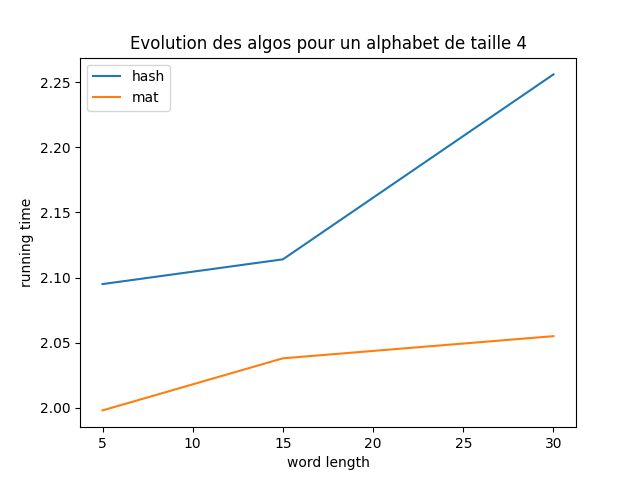 Evolution des algos pour un alphabet de taille 4
hash
mat
2.25
2.20
2.15
2.10
2.05
2.00
running time
5 10 15 20 25 30
word length